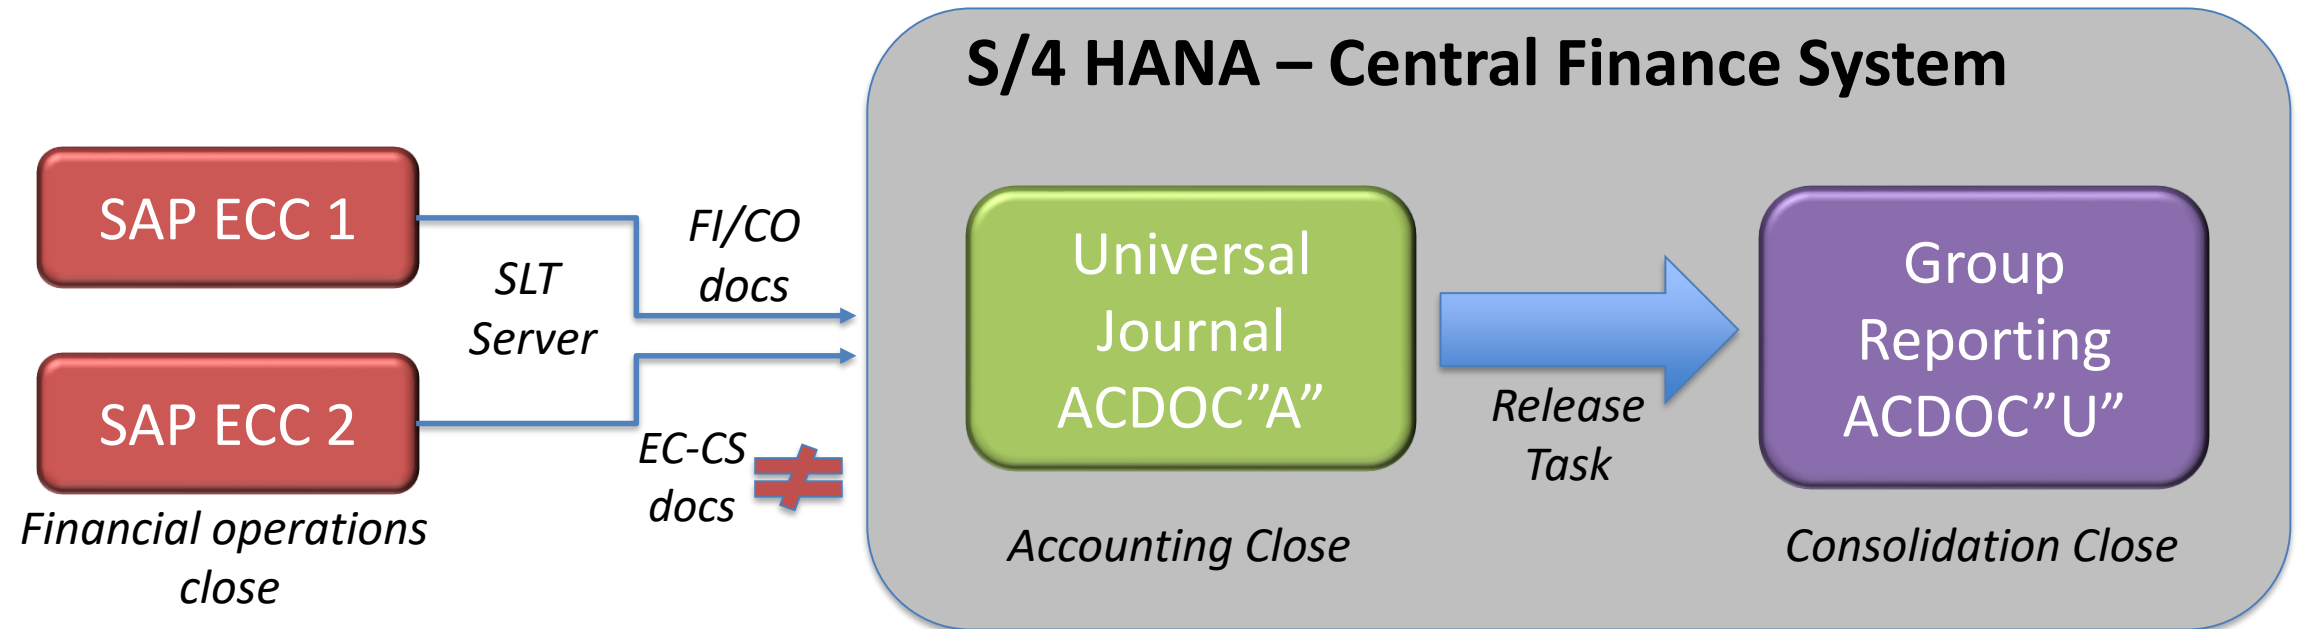 S/4 HANA – Central Finance System
SAP ECC 1
SLT
Server
FI/CO
docs
SAP ECC 2
EC-CS
docs
Financial operations
close
Universal
Journal
ACDOC”A”
Accounting Close
Release
Task
Group
Reporting
ACDOC”U”
Consolidation Close